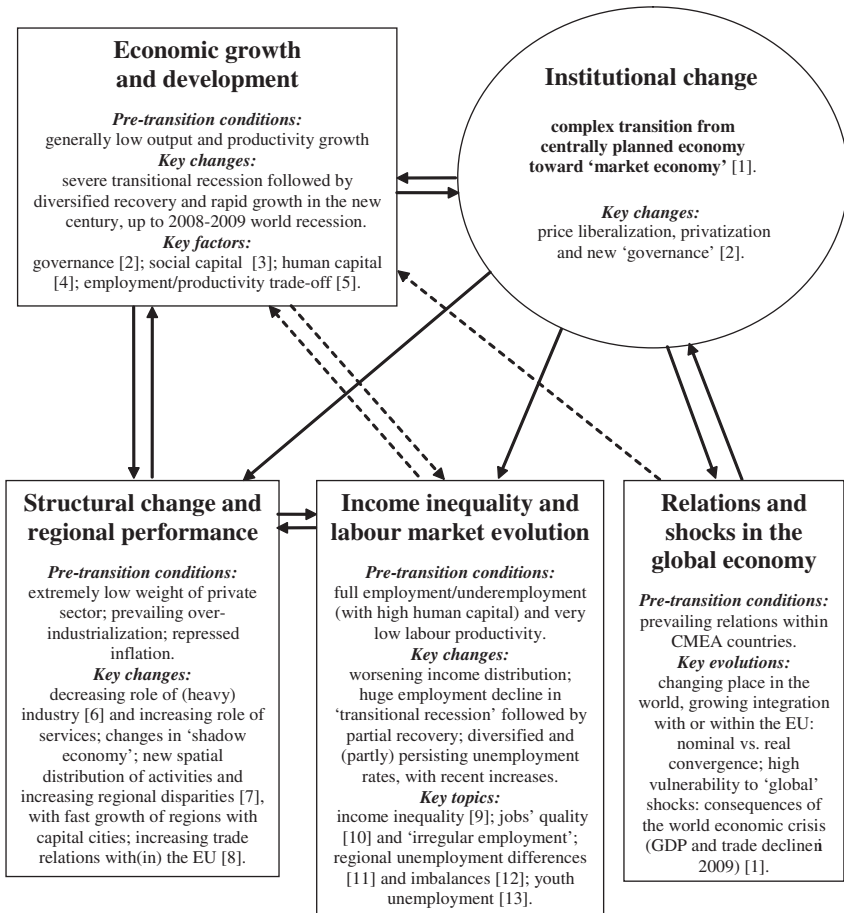 Economic growth
and development
Pre-transition conditions:
generally low output and productivity growth
Key changes:
severe transitional recession followed by
diversified recovery and rapid growth in the new
century, up to 2008-2009 world recession.
Key factors:
governance [2]; social capital [3]; human capital
[4]; employment/productivity trade-off [5].
Institutional change
complex transition from
centrally planned economy
toward ‘market economy’ [1].
Key changes:
price liberalization, privatization
and new ‘governance’ [2].
Structural change and
regional performance
Pre-transition conditions:
extremely low weight of private
sector; prevailing over-
industrialization; repressed
inflation.
Key changes:
decreasing role of (heavy)
industry [6] and increasing role of
services; changes in ‘shadow
economy’; new spatial
distribution of activities and
increasing regional disparities [7],
with fast growth of regions with
capital cities; increasing trade
relations with(in) the EU [8].
Income inequality and
labour market evolution
Pre-transition conditions:
full employment/underemployment
(with high human capital) and very
low labour productivity.
Key changes:
worsening income distribution;
huge employment decline in
‘transitional recession’ followed by
partial recovery; diversified and
(partly) persisting unemployment
rates, with recent increases.
Key topics
income inequality [9]; jobs’ quality
[10] and ‘irregular employment’;
regional unemployment differences
[11] and imbalances [12]; youth
unemployment [13].
Relations and
shocks in the
global economy
Pre-transition conditions:
prevailing relations within
CMEA countries.
Key evolutions:
changing place in the
world, growing integration
with or within the EU:
nominal vs. real
convergence; high
vulnerability to ‘global’
shocks: consequences of
the world economic crisis
(GDP and trade decline
2009) [1].